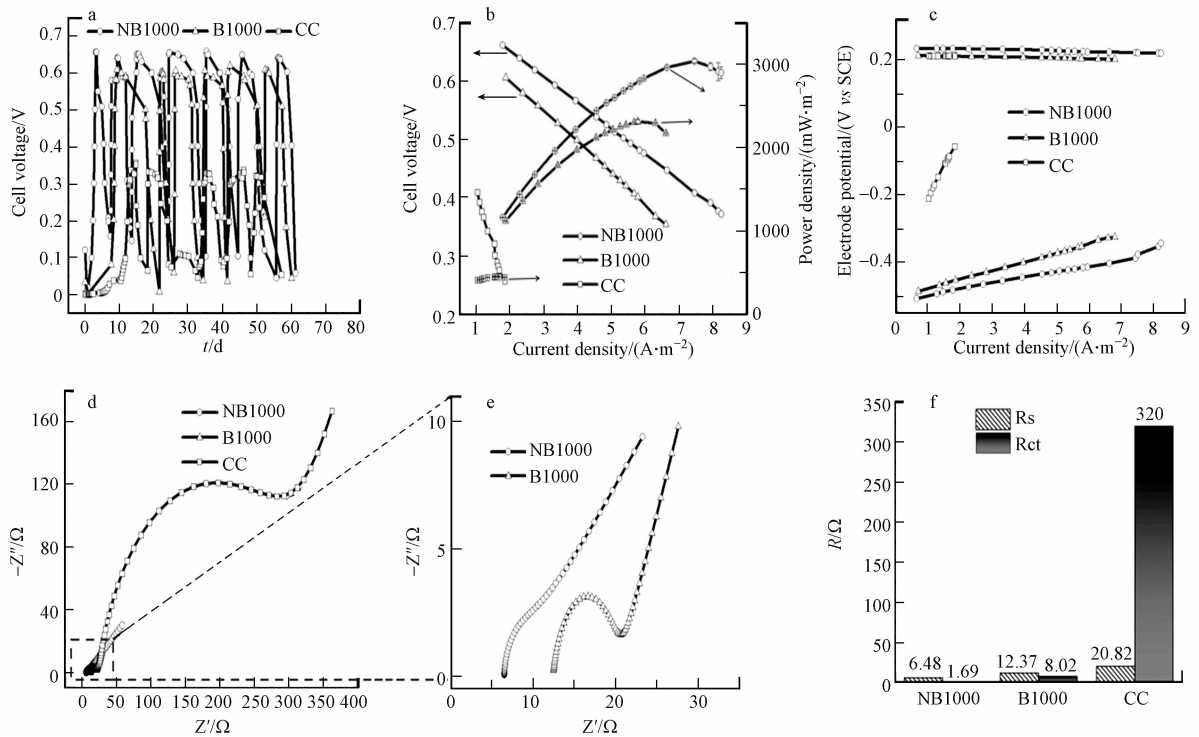 a
NB1000 B1000 CC
0.7
0.6
0.5
0.4
0.3
0.2
0.1
0
Cell voltage/V
0 10 20 30 40 50 60 70 80
t/d
b
0.7
0.6
0.5
0.4
0.3
0.2
Cell voltage/V
3000
2000
1000
0
Power density/(mW·m⁻²)
NB1000
B1000
CC
1 2 3 4 5 6 7 8 9
Current density/(A·m⁻²)
c
0.2
0
−0.2
−0.4
Electrode potential/(V vs SCE)
NB1000
B1000
CC
0 1 2 3 4 5 6 7 8 9
Current density/(A·m⁻²)
d
NB1000
B1000
CC
160
120
80
40
0
−Z″/Ω
0 50 100 150 200 250 300 350 400
Z′/Ω
e
NB1000
B1000
10
5
0
−Z″/Ω
0 5 10 15 20 25 30
Z′/Ω
f
Rs
Rct
350
300
250
200
150
100
50
0
R/Ω
6.48 1.69 12.37 8.02 20.82 320
NB1000 B1000 CC